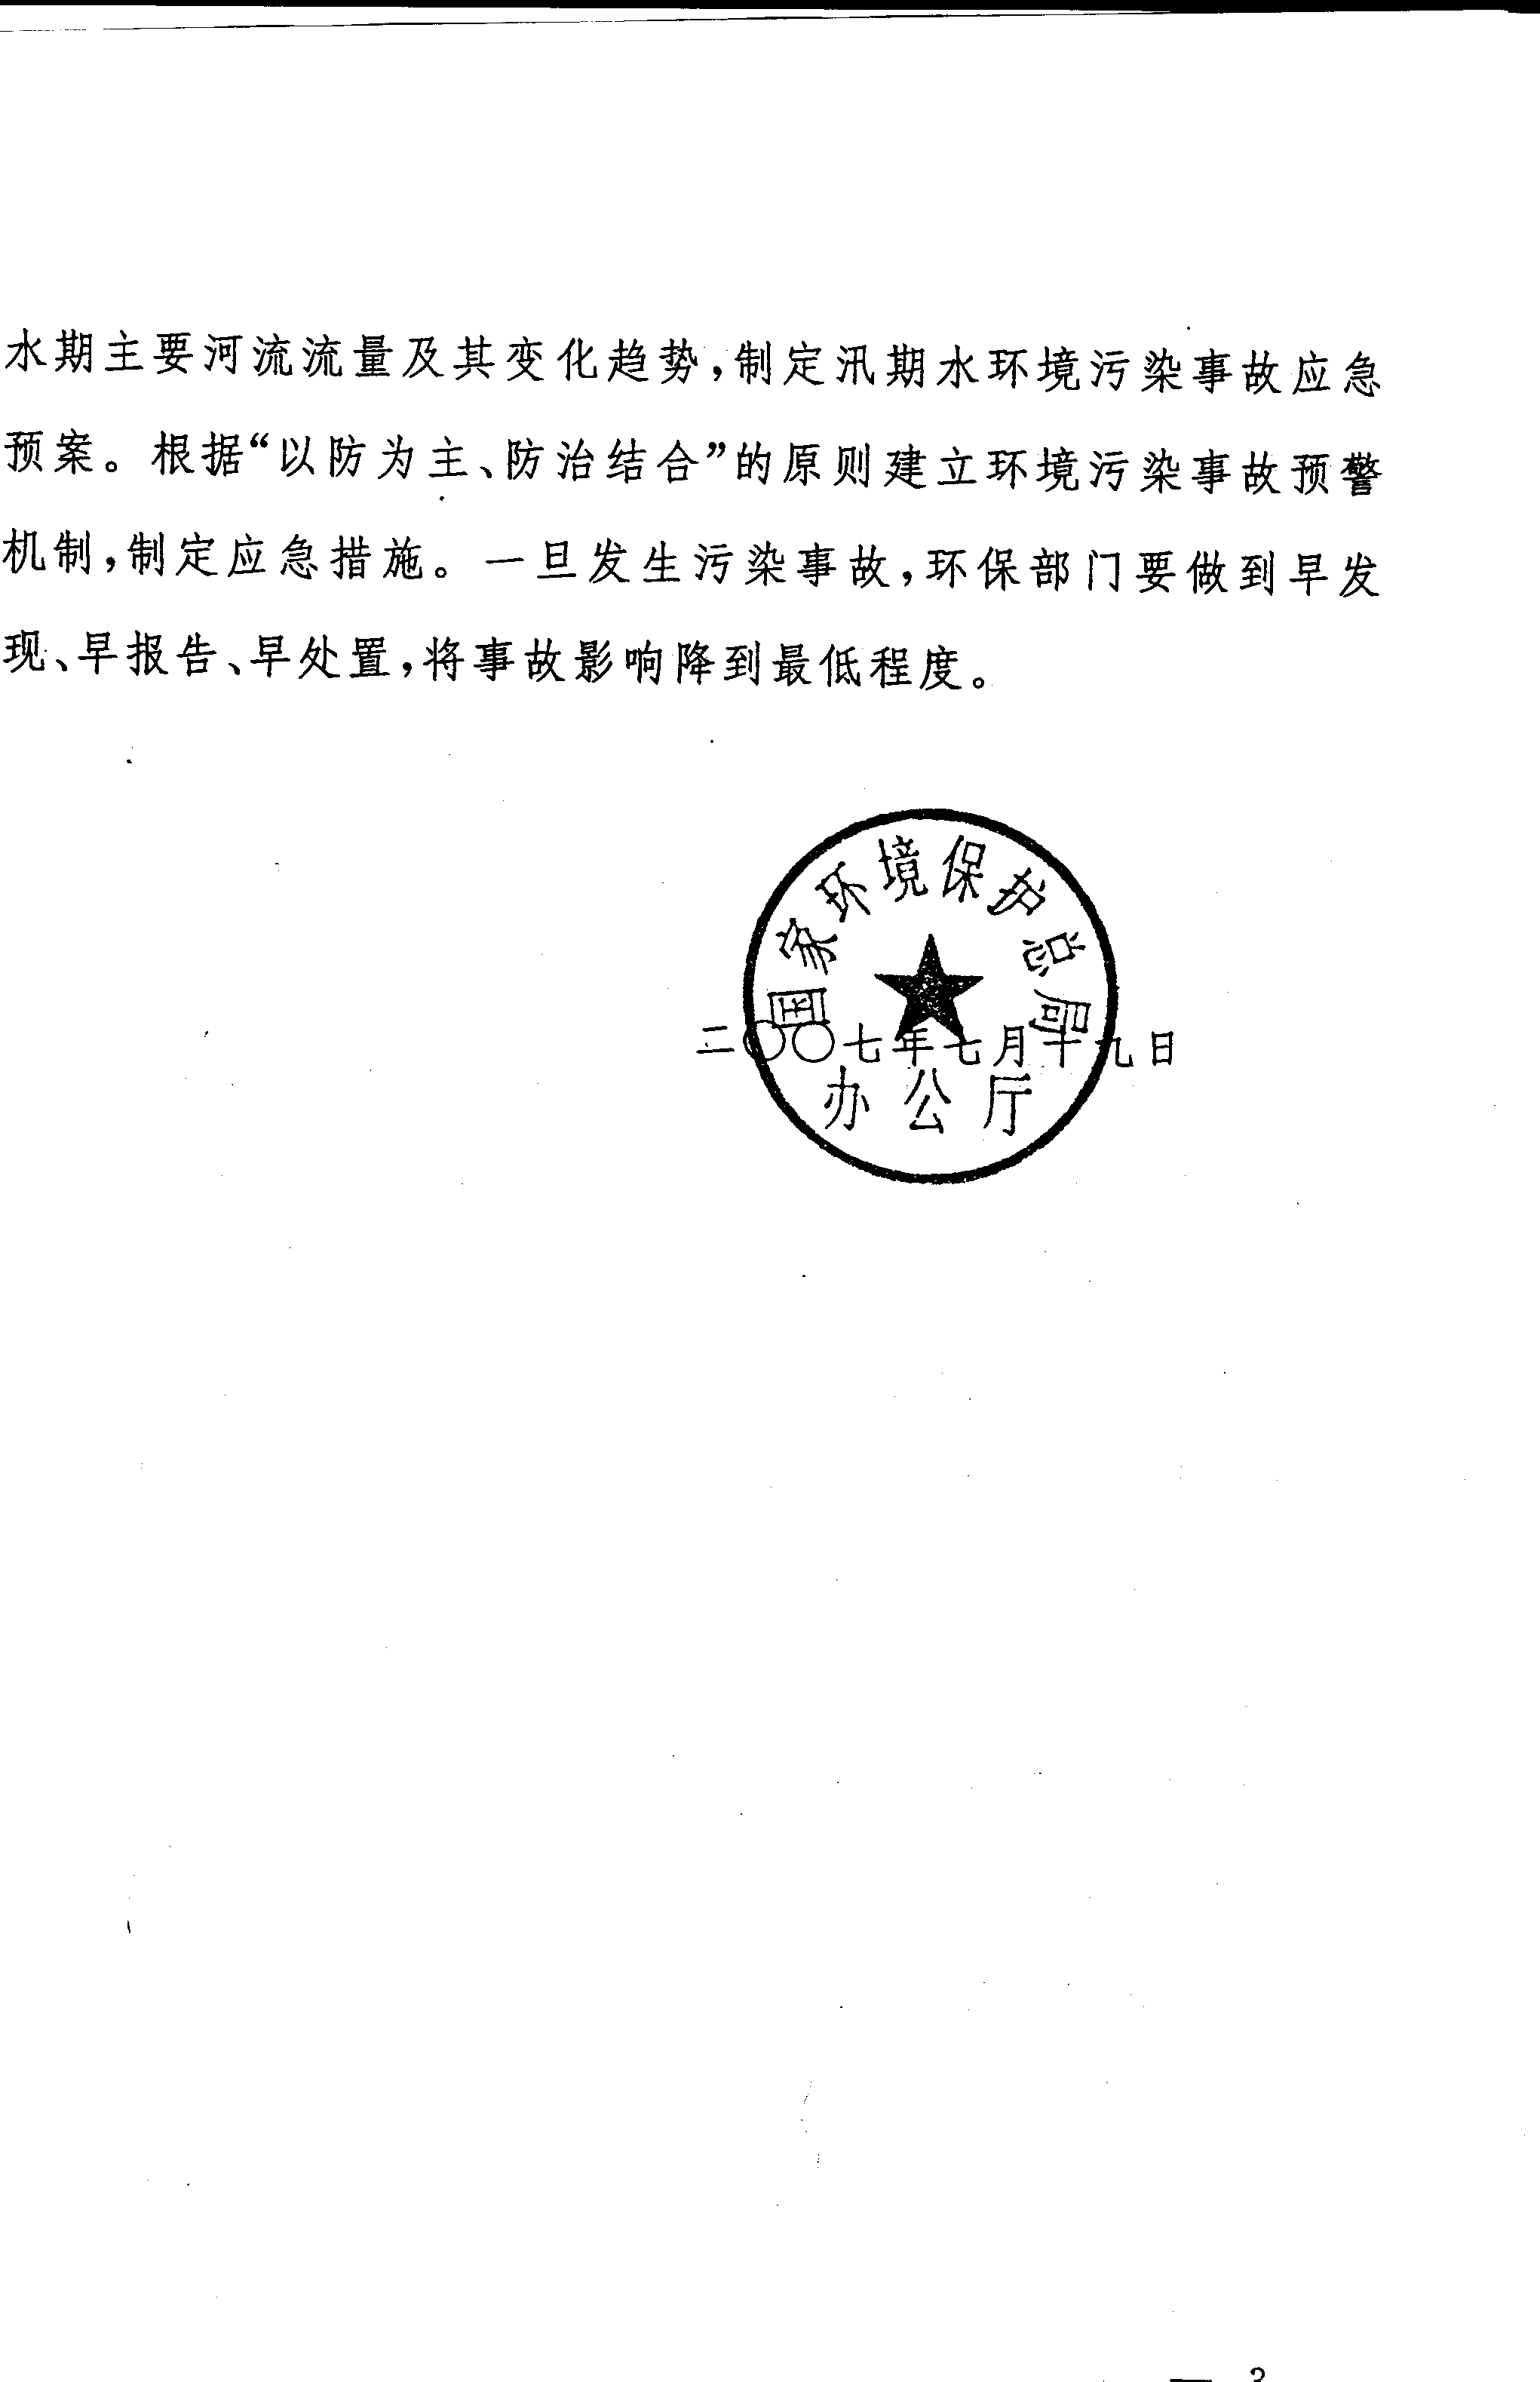 水期主要河流流量及其变化趋势,制定汛期水环境污染事故应急
预案。根据“以防为主、防治结合”的原则建立环境污染事故预警
机制,制定应急措施。一旦发生污染事故,环保部门要做到早发
现、早报告、早处置,将事故影响降到最低程度。
国家环境保护总局
二〇〇七年七月十九日
办公厅
—